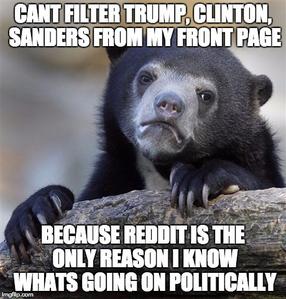 CANT FILTER TRUMP, CLINTON,
SANDERS FROM MY FRONT PAGE
BECAUSE REDDIT IS THE
ONLY REASON I KNOW
WHATS GOING ON POLITICALLY
imgflip.com